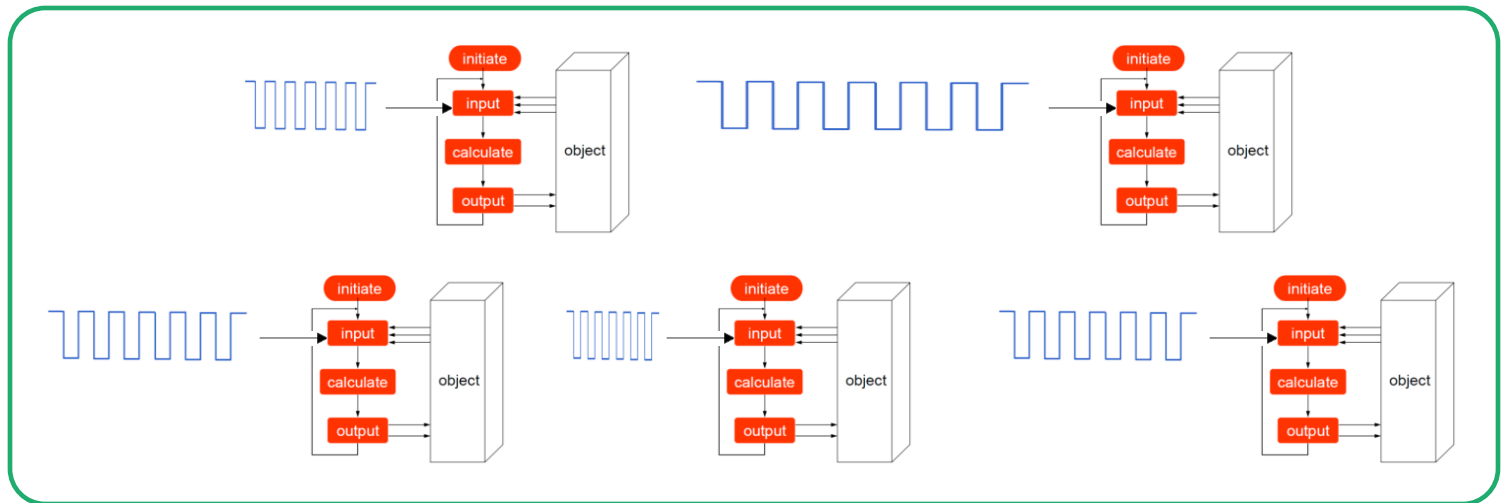 initiate
input
calculate
output
object
initiate
input
calculate
output
object
initiate
input
calculate
output
object
initiate
input
calculate
output
object
initiate
input
calculate
output
object